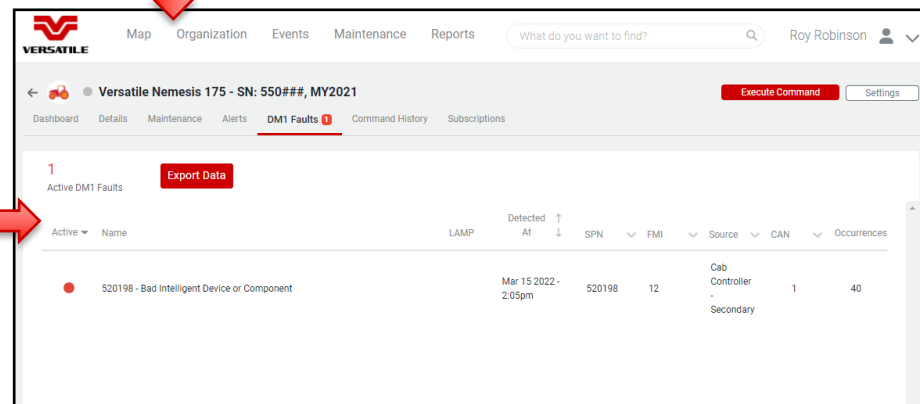 VERSATILE
Map Organization Events Maintenance Reports What do you want to find? Roy Robinson
Versatile Nemesis 175 - SN: 550###, MY2021 Execute Command Settings
Dashboard Details Maintenance Alerts DM1 Faults 1 Command History Subscriptions
1
Active DM1 Faults
Export Data
Active Name LAMP Detected At SPN FMI Source CAN Occurrences
520198 - Bad Intelligent Device or Component Mar 15 2022 - 2:05pm 520198 12 Cab Controller - Secondary 1 40